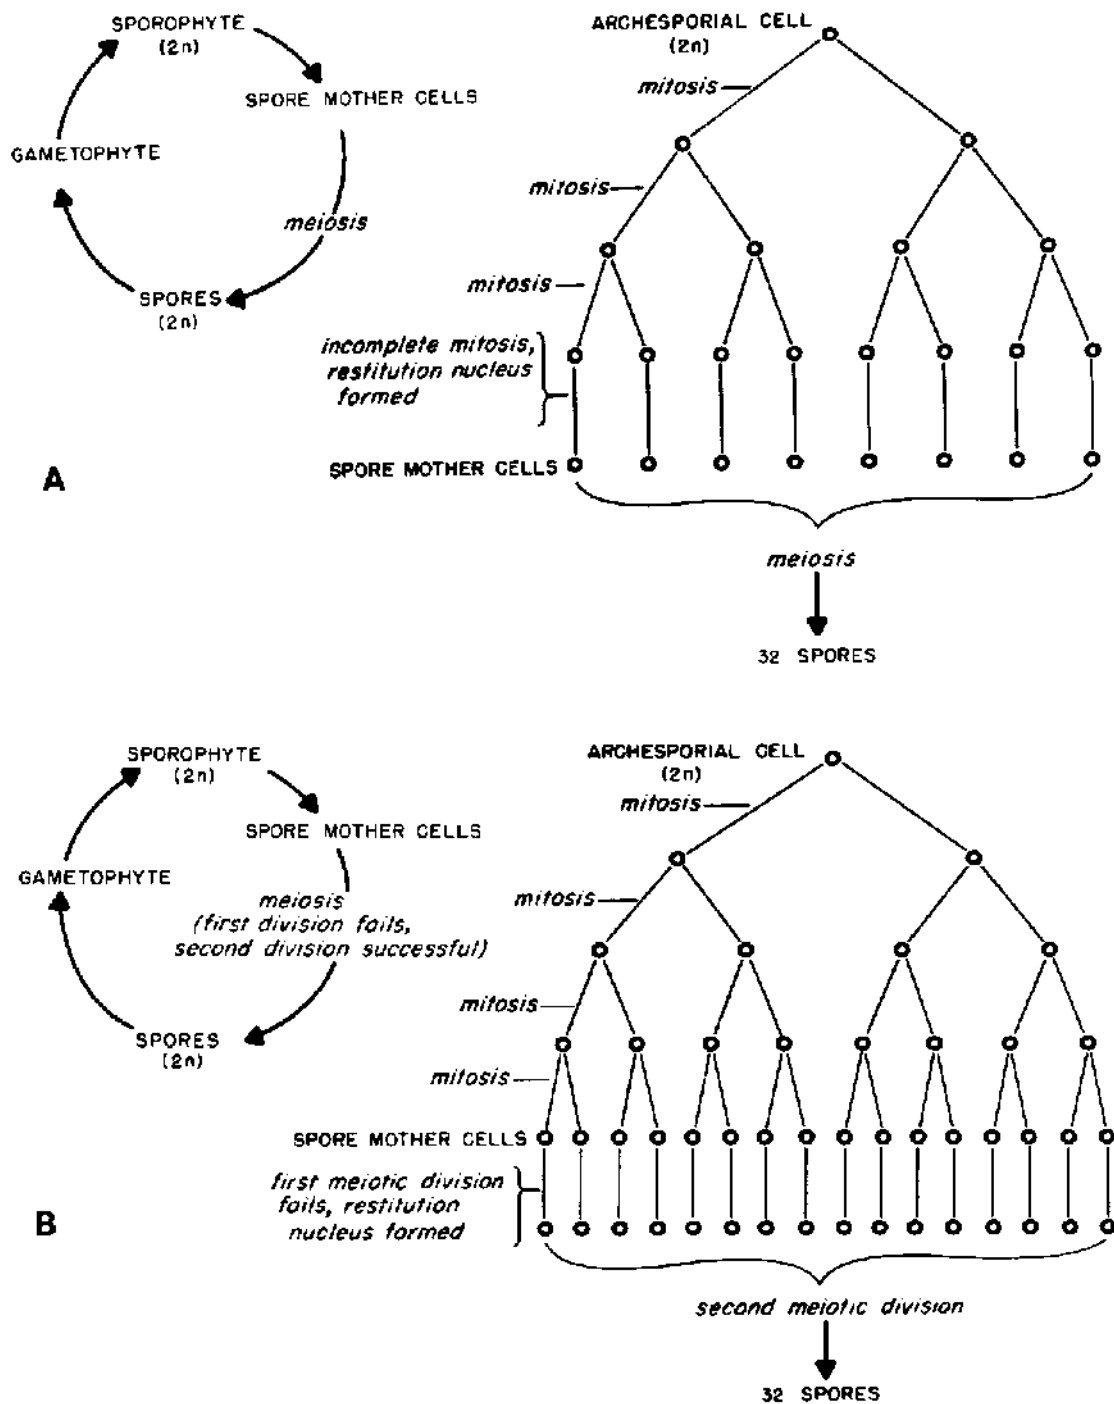 SPOROPHYTE
(2n)
SPORE MOTHER CELLS
GAMETOPHYTE
meiosis
SPORES
(2n)
ARCHESPORIAL CELL
(2n)
mitosis
mitosis
mitosis
incomplete mitosis,
restitution nucleus
formed
SPORE MOTHER CELLS
A
meiosis
32 SPORES
SPOROPHYTE
(2n)
SPORE MOTHER CELLS
GAMETOPHYTE
meiosis
(first division fails,
second division successful)
SPORES
(2n)
ARCHESPORIAL CELL
(2n)
mitosis
mitosis
mitosis
mitosis
SPORE MOTHER CELLS
first meiotic division
fails, restitution
nucleus formed
B
second meiotic division
32 SPORES